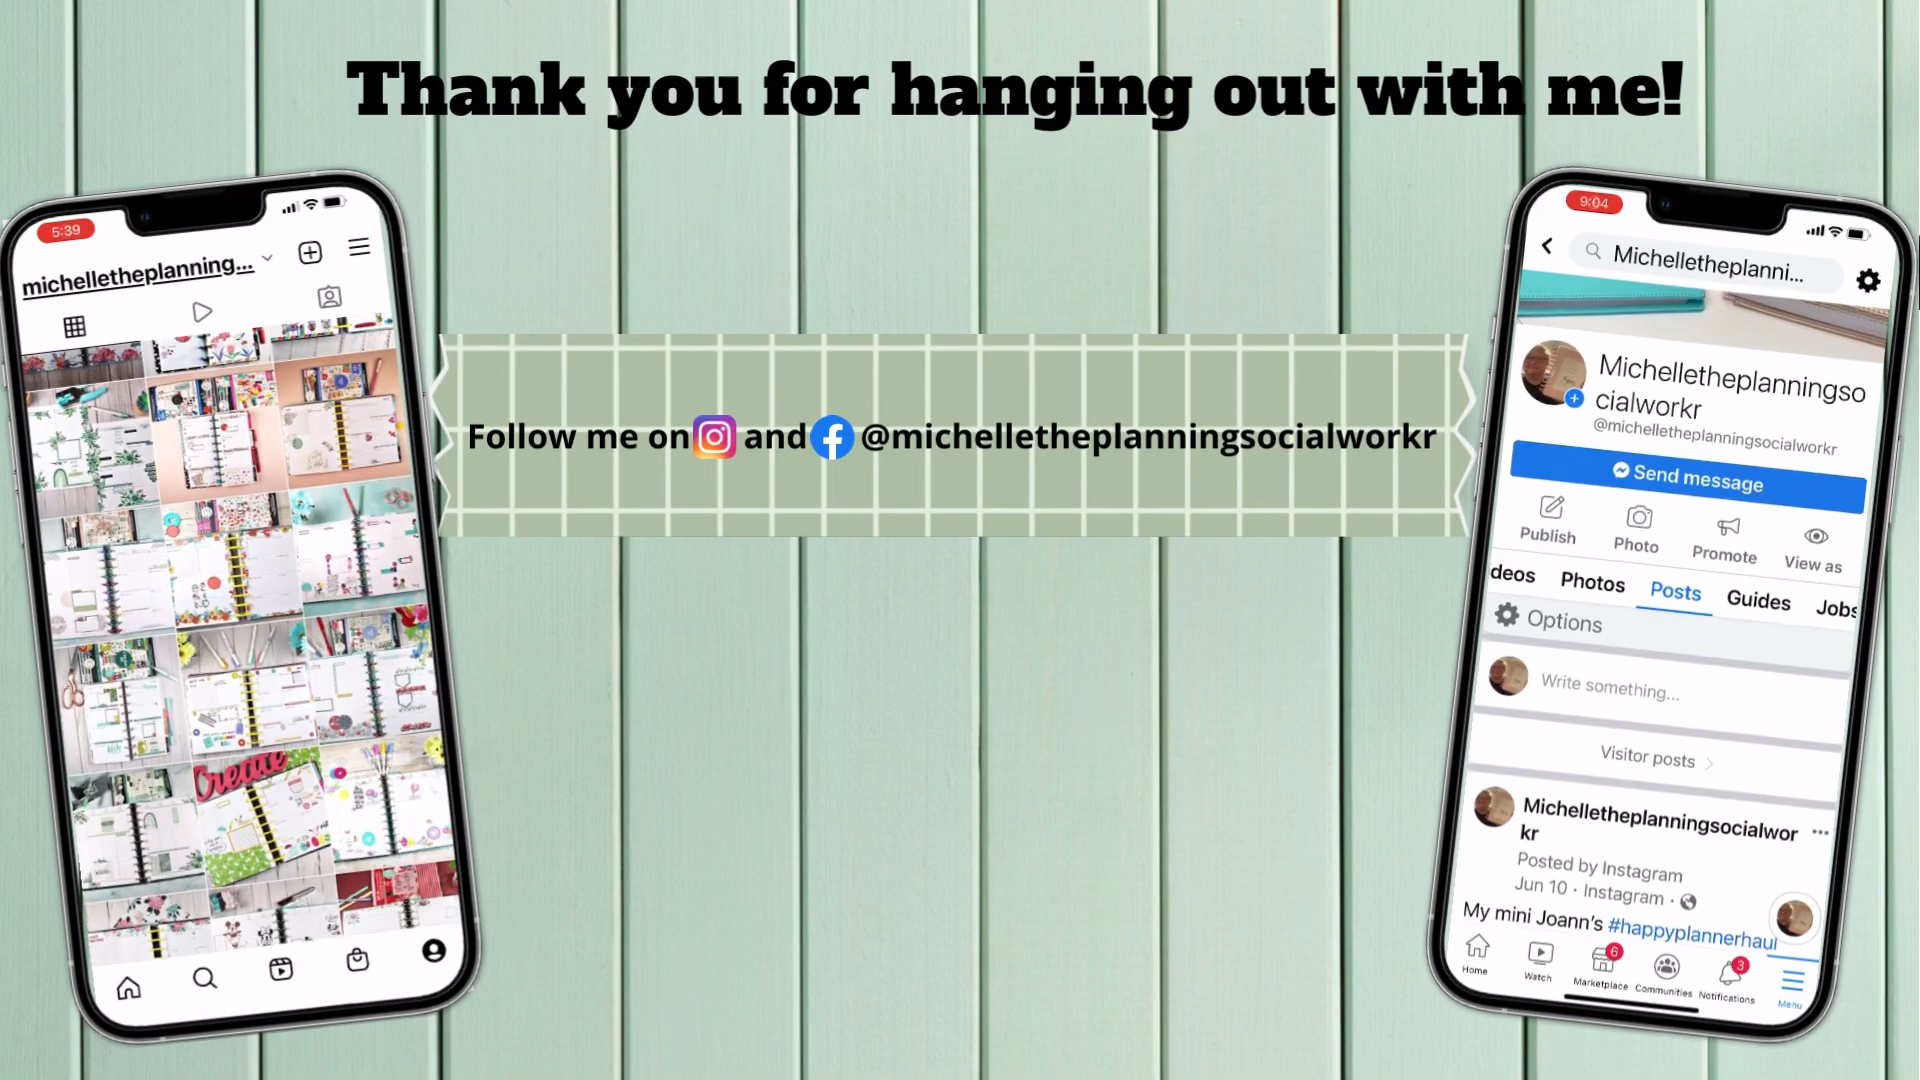 Thank you for hanging out with me!
5:39
michelletheplanning...
Create
Follow me on and @michelletheplanningsocialworkr
9:04
Michelletheplanni...
Michelletheplanningso
cialworkr
@michelletheplanningsocialworkr
Send message
Publish Photo Promote View as
deos Photos Posts Guides Jobs
Options
Write something...
Visitor posts
Michelletheplanningsocialwor
kr
Posted by Instagram
Jun 10 · Instagram ·
My mini Joann's #happyplannerhaul
6 3
Home Watch Marketplace Communities Notifications Menu